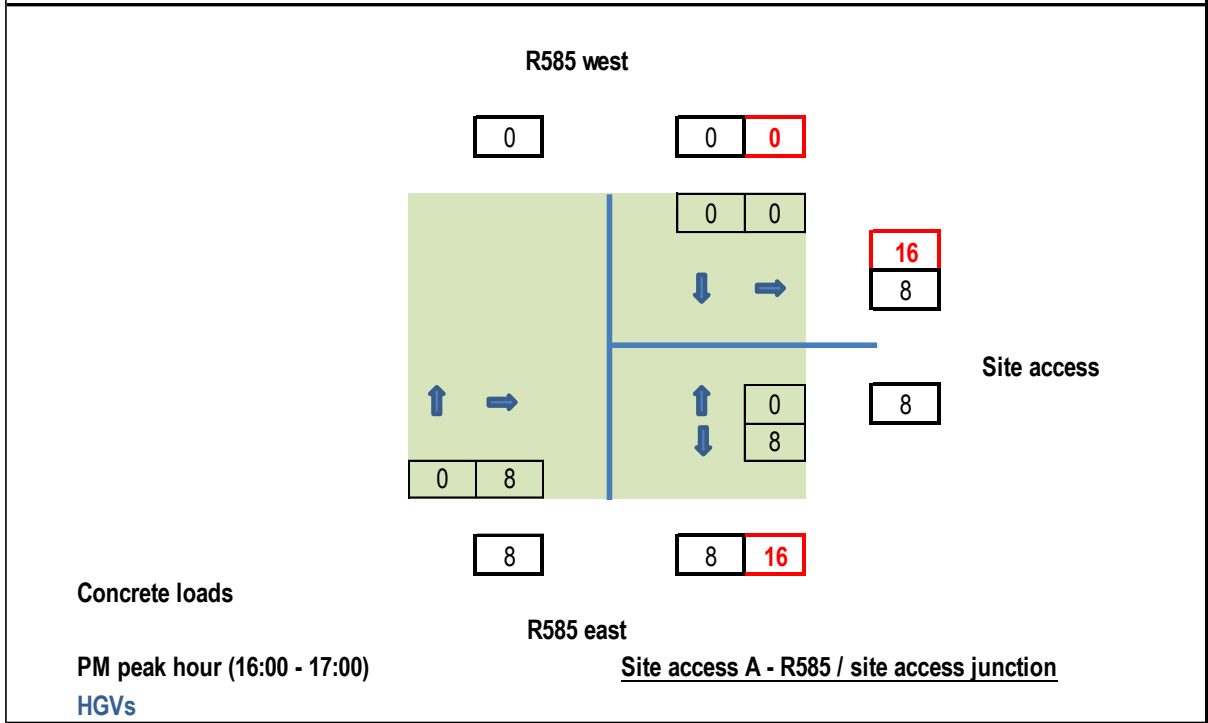 R585 west
0 0 0
0 0
16
8
Site access
0 8
8
0 8
8 8 16
Concrete loads
R585 east
PM peak hour (16:00 - 17:00) Site access A - R585 / site access junction
HGVs